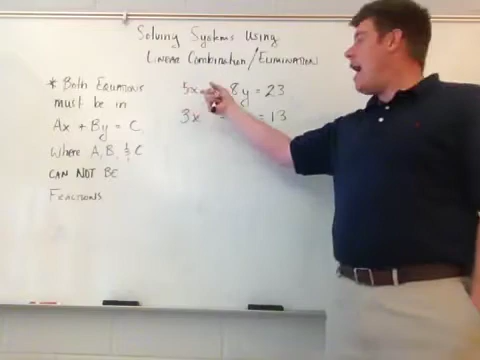 Solving Systems Using
Linear Combination/Elimination
* Both Equations
must be in
Ax + By = C
where A, B, & C
CAN NOT BE
FRACTIONS
5x 8y = 23
3x = 13